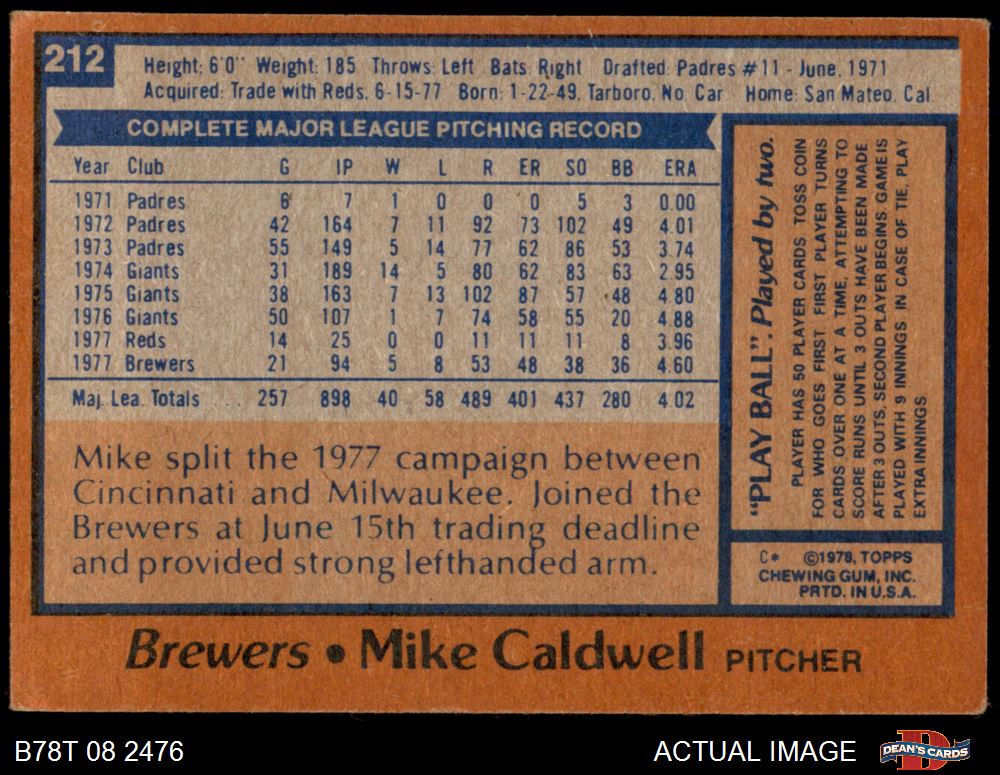 212
Height: 6'0" Weight: 185 Throws: Left Bats: Right Drafted: Padres #11 - June, 1971
Acquired: Trade with Reds, 6-15-77 Born: 1-22-49, Tarboro, No. Car Home: San Mateo, Cal.
COMPLETE MAJOR LEAGUE PITCHING RECORD
Year Club G IP W L R ER SO BB ERA
1971 Padres 6 7 1 0 0 0 5 3 0.00
1972 Padres 42 164 7 11 92 73 102 49 4.01
1973 Padres 55 149 5 14 77 62 86 53 3.74
1974 Giants 31 189 14 5 80 62 83 63 2.95
1975 Giants 38 163 7 13 102 87 57 48 4.80
1976 Giants 50 107 1 7 74 58 55 20 4.88
1977 Reds 14 25 0 0 11 11 11 8 3.96
1977 Brewers 21 94 5 8 53 48 38 36 4.60
Maj. Lea. Totals ... 257 898 40 58 489 401 437 280 4.02
Mike split the 1977 campaign between
Cincinnati and Milwaukee. Joined the
Brewers at June 15th trading deadline
and provided strong lefthanded arm.
"PLAY BALL". Played by two.
PLAYER HAS 50 PLAYER CARDS. TOSS COIN
FOR WHO GOES FIRST. FIRST PLAYER TURNS
CARDS OVER ONE AT A TIME, ATTEMPTING TO
SCORE RUNS UNTIL 3 OUTS HAVE BEEN MADE.
AFTER 3 OUTS, SECOND PLAYER BEGINS. GAME IS
PLAYED WITH 9 INNINGS. IN CASE OF TIE, PLAY
EXTRA INNINGS.
C* ©1978, TOPPS
CHEWING GUM, INC.
PRTD. IN U.S.A.
Brewers • Mike Caldwell PITCHER
B78T 08 2476
ACTUAL IMAGE
DEAN'S CARDS